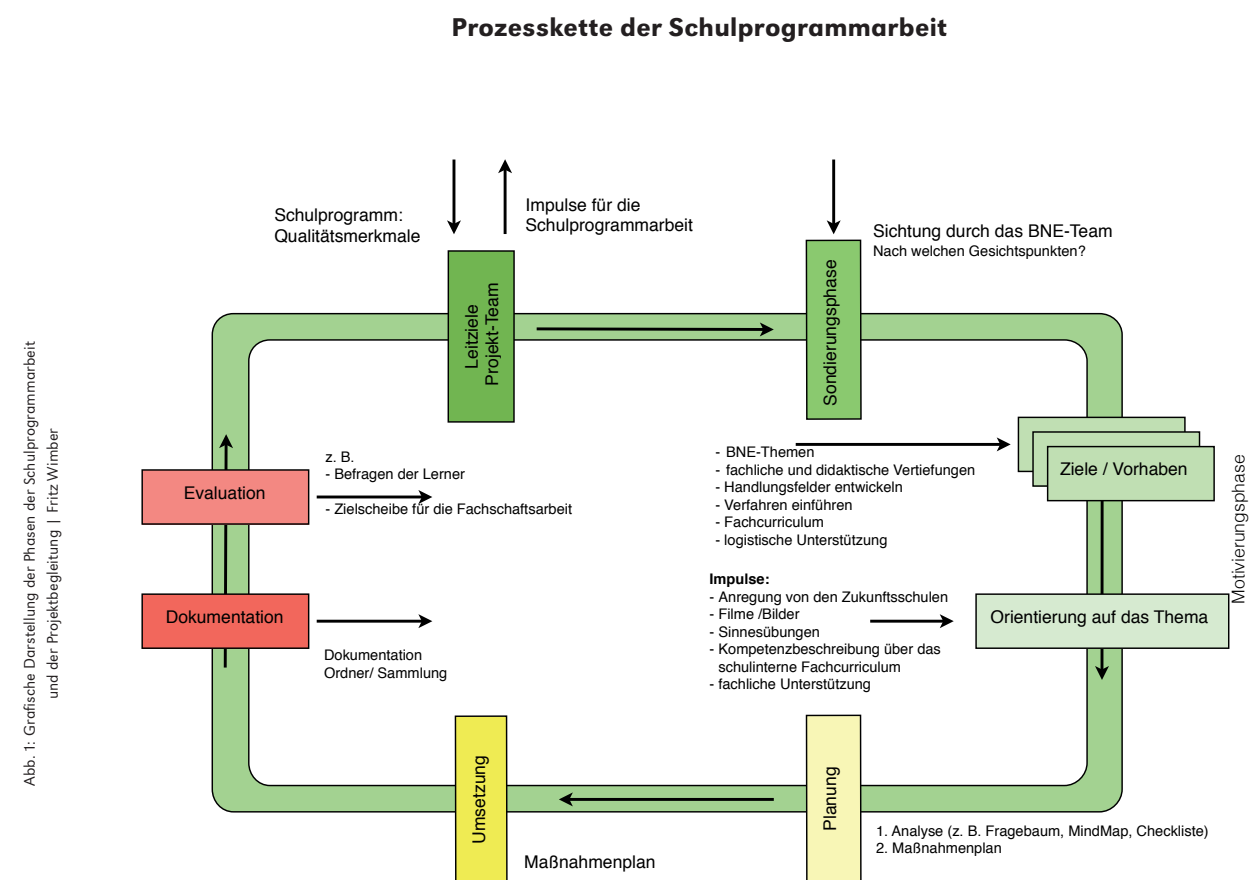 Prozesskette der Schulprogrammarbeit
Schulprogramm:
Qualitätsmerkmale
Impulse für die
Schulprogrammarbeit
Sichtung durch das BNE-Team
Nach welchen Gesichtspunkten?
Leitziele
Projekt-Team
Sondierungsphase
- BNE-Themen
- fachliche und didaktische Vertiefungen
- Handlungsfelder entwickeln
- Verfahren einführen
- Fachcurriculum
- logistische Unterstützung
Ziele / Vorhaben
Motivierungsphase
Impulse:
- Anregung von den Zukunftsschulen
- Filme /Bilder
- Sinnesübungen
- Kompetenzbeschreibung über das
schulinterne Fachcurriculum
- fachliche Unterstützung
Orientierung auf das Thema
Planung
1. Analyse (z. B. Fragebaum, MindMap, Checkliste)
2. Maßnahmenplan
Umsetzung
Maßnahmenplan
Dokumentation
Dokumentation
Ordner/ Sammlung
Evaluation
z. B.
- Befragen der Lerner
- Zielscheibe für die Fachschaftsarbeit
Abb. 1: Grafische Darstellung der Phasen der Schulprogrammarbeit
und der Projektbegleitung | Fritz Wimber